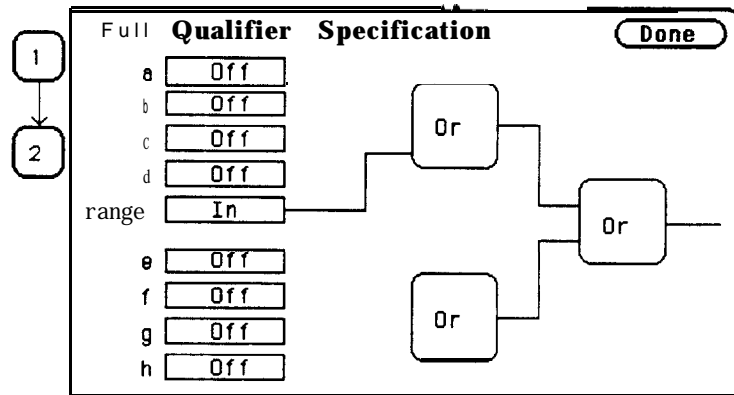 Full Qualifier Specification
Done
1
2
a Off
b Off
c Off
d Off
range In
e Off
f Off
g Off
h Off
Or
Or
Or